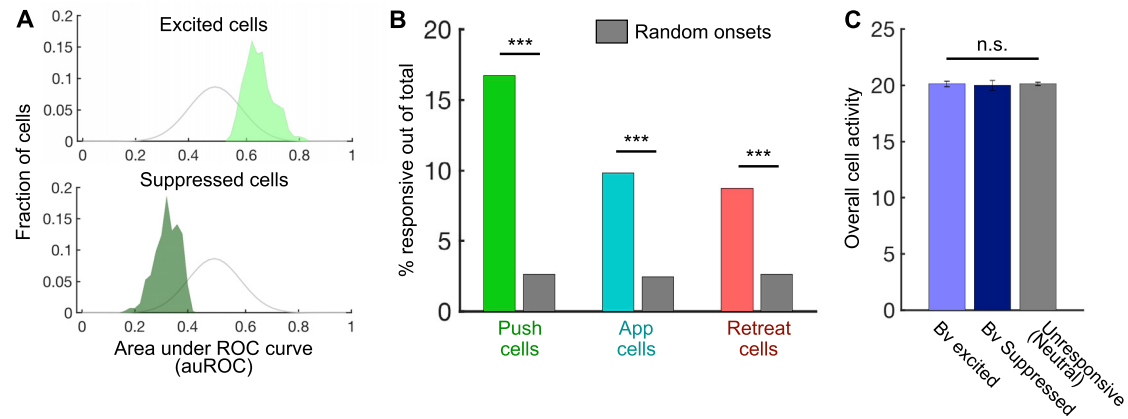 A
Excited cells
0.2
0.15
0.1
0.05
0
0 0.2 0.4 0.6 0.8 1
Suppressed cells
0.2
0.15
0.1
0.05
0
0 0.2 0.4 0.6 0.8 1
Fraction of cells
Area under ROC curve
(auROC)
B
Random onsets
20
15
10
5
0
% responsive out of total
***
***
***
Push
cells
App
cells
Retreat
cells
C
n.s.
25
20
15
10
5
0
Overall cell activity
Bv excited
Bv Suppressed
Unresponsive
(Neutral)